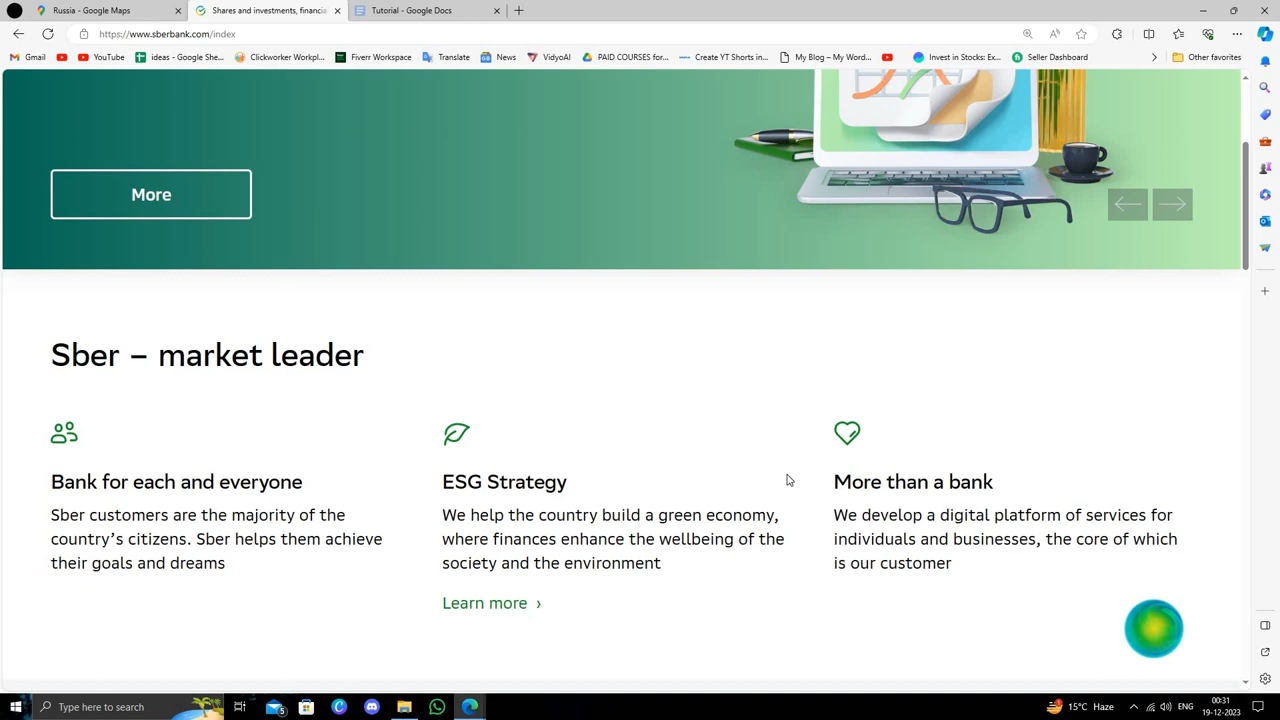 Russia - Google Maps
Shares and investments, financia
Tutorial - Google Docs
https://www.sberbank.com/index
Gmail
YouTube
ideas - Google She...
Clickworker Workpl...
Fiverr Workspace
Translate
News
VidyoAI
PAID COURSES for...
Create YT Shorts in...
My Blog – My Word...
Invest in Stocks: Ex...
Seller Dashboard
Other favorites
More
Sber – market leader
Bank for each and everyone
Sber customers are the majority of the
country’s citizens. Sber helps them achieve
their goals and dreams
ESG Strategy
We help the country build a green economy,
where finances enhance the wellbeing of the
society and the environment
Learn more ›
More than a bank
We develop a digital platform of services for
individuals and businesses, the core of which
is our customer
Type here to search
5
15°C Haze
ENG
00:31
19-12-2023